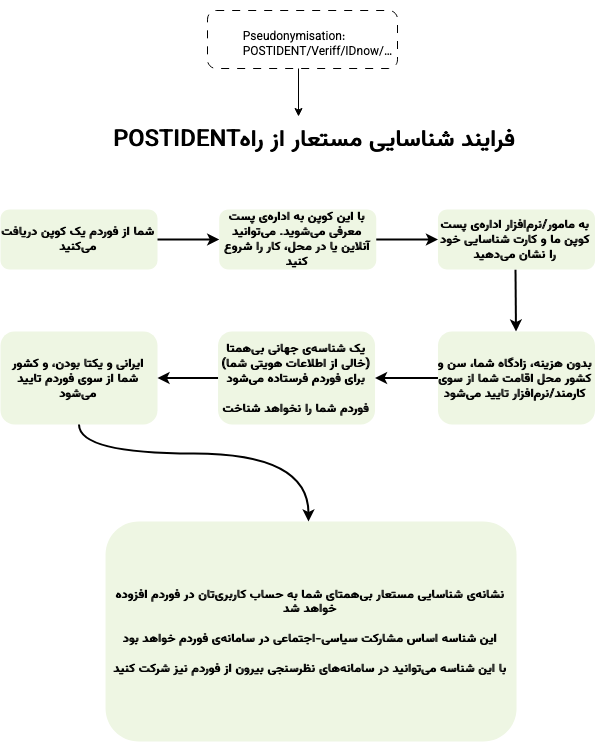 Pseudonymisation:
POSTIDENT/Veriff/IDnow/...
فرایند شناسایی مستعار از راهPOSTIDENT
شما از فوردم یک کوپن دریافت
می‌کنید
با این کوپن به اداره‌ی پست
معرفی می‌شوید. می‌توانید
آنلاین یا در محل، کار را شروع
کنید
به مامور/نرم‌افزار اداره‌ی پست
کوپن ما و کارت شناسایی خود
را نشان می‌دهید
بدون هزینه، زادگاه شما، سن و
کشور محل اقامت شما از سوی
کارمند/نرم‌افزار تایید می‌شود
یک شناسه‌ی جهانی بی‌همتا
(خالی از اطلاعات هویتی شما)
برای فوردم فرستاده می‌شود
فوردم شما را نخواهد شناخت
ایرانی و یکتا بودن، و کشور
شما از سوی فوردم تایید
می‌شود
نشانه‌ی شناسایی مستعار بی‌همتای شما به حساب کاربری‌تان در فوردم افزوده
خواهد شد
این شناسه اساس مشارکت سیاسی-اجتماعی در سامانه‌ی فوردم خواهد بود
با این شناسه می‌توانید در سامانه‌های نظرسنجی بیرون از فوردم نیز شرکت کنید